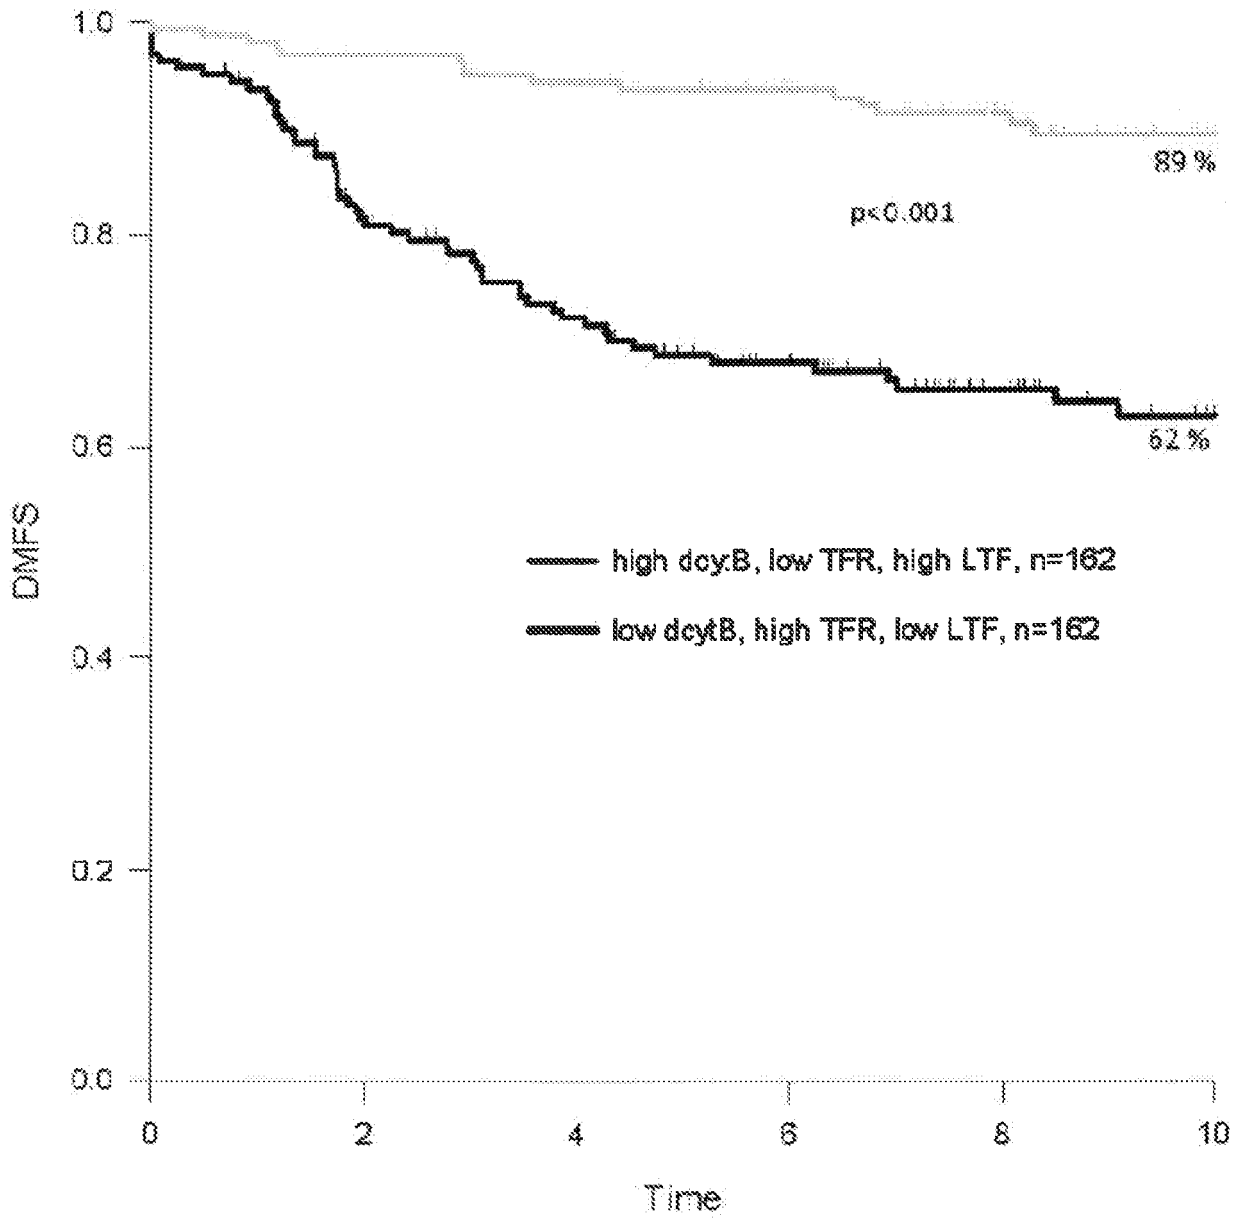 1.0
89 %
p<0.001
0.8
0.6
62 %
DMFS
high dcy:B, low TFR, high LTF, n=162
low dcytB, high TFR, low LTF, n=162
0.4
0.2
0.0
0 2 4 6 8 10
Time